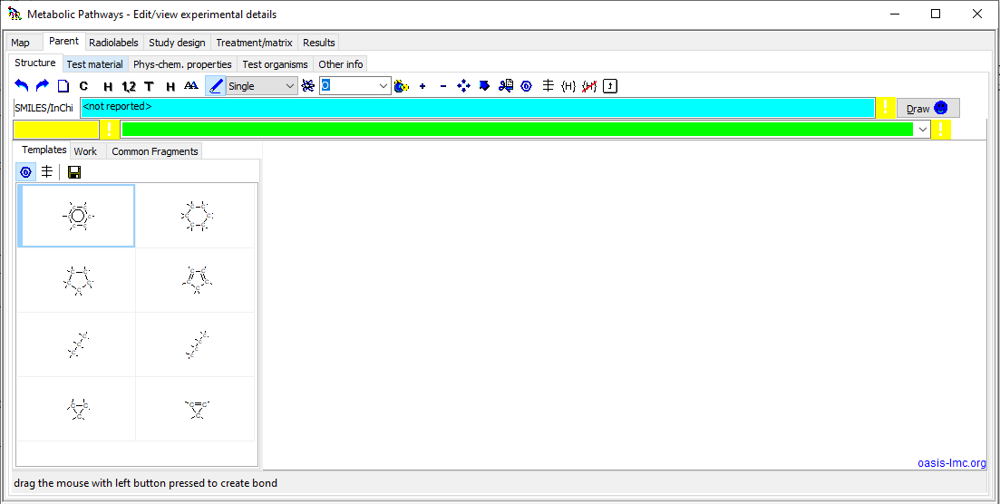 Metabolic Pathways - Edit/view experimental details
Map Parent Radiolabels Study design Treatment/matrix Results
Structure Test material Phys-chem. properties Test organisms Other info
C H 1,2 T H AA Single O + - {H} {H}
SMILES/InChi <not reported> ! Draw
! !
Templates Work Common Fragments
oasis-lmc.org
drag the mouse with left button pressed to create bond